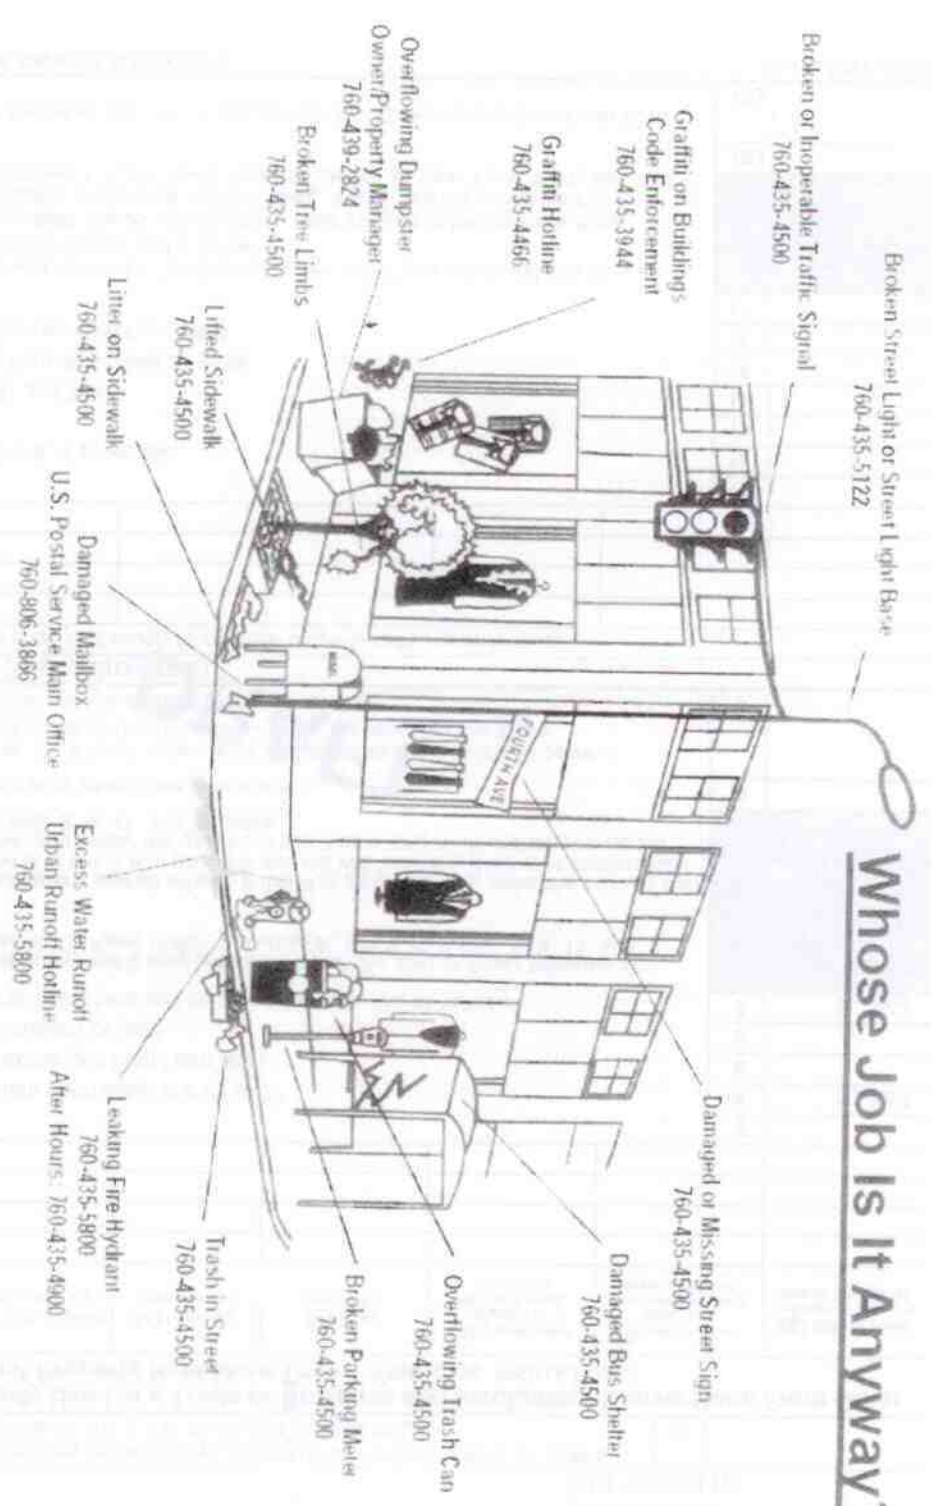 Whose Job Is It Anyway?
Broken Street Light or Street Light Base
760-435-5122
Broken or Inoperable Traffic Signal
760-435-4500
Graffiti on Buildings
Code Enforcement
760-435-3944
Graffiti Hotline
760-435-4466
Overflowing Dumpster
Owner/Property Manager
760-439-2824
Broken Tree Limbs
760-435-4500
Lifted Sidewalk
760-435-4500
Litter on Sidewalk
760-435-4500
Damaged Mailbox
U.S. Postal Service Main Office
760-806-3866
Excess Water Runoff
Urban Runoff Hotline
760-435-5800
Leaking Fire Hydrant
760-435-5800
After Hours: 760-435-4900
Trash in Street
760-435-4500
Broken Parking Meter
760-435-4500
Overflowing Trash Can
760-435-4500
Damaged Bus Shelter
760-435-4500
Damaged or Missing Street Sign
760-435-4500
FOURTH AVE